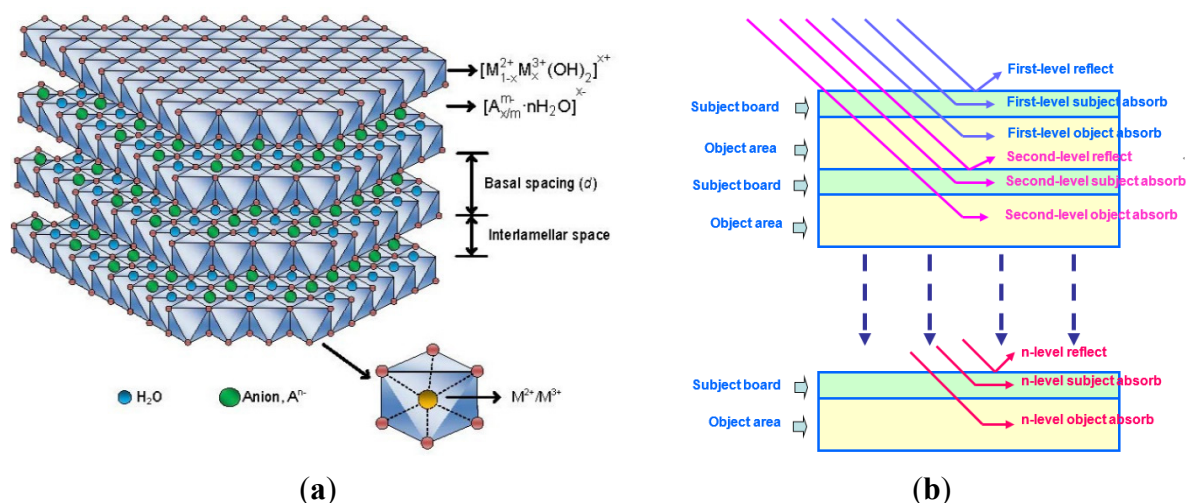 [M²⁺₁₋ₓM³⁺ₓ(OH)₂]ˣ⁺
[Aᵐ⁻ₓ/ₘ·nH₂O]ˣ⁻
Basal spacing (d)
Interlamellar space
H₂O
Anion, Aⁿ⁻
M²⁺/M³⁺
(a)
First-level reflect
Subject board
First-level subject absorb
First-level object absorb
Object area
Second-level reflect
Subject board
Second-level subject absorb
Second-level object absorb
Object area
n-level reflect
Subject board
n-level subject absorb
Object area
n-level object absorb
(b)